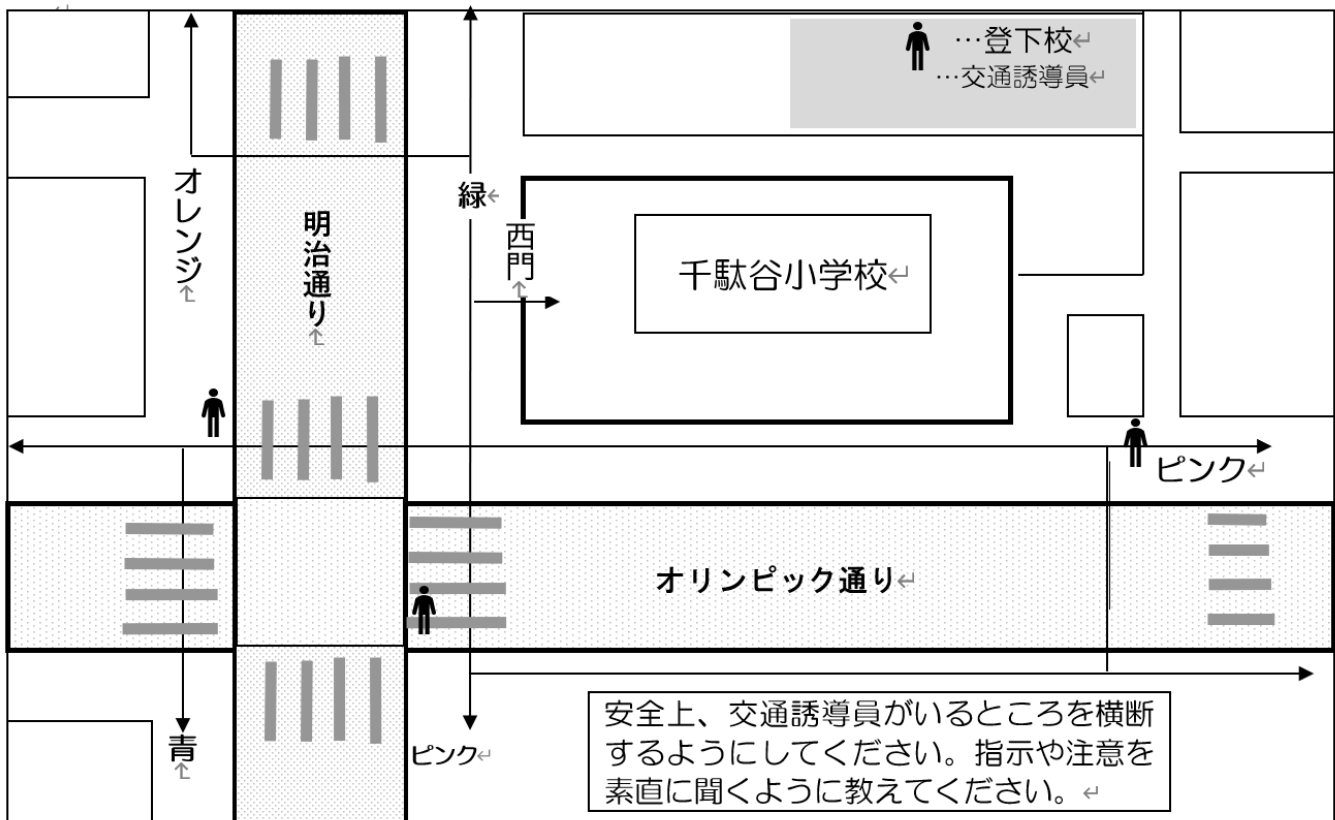 …登下校
…交通誘導員
オレンジ
緑
明治通り
西門
千駄谷小学校
ピンク
オリンピック通り
青
ピンク
安全上、交通誘導員がいるところを横断
するようにしてください。指示や注意を
素直に聞くように教えてください。